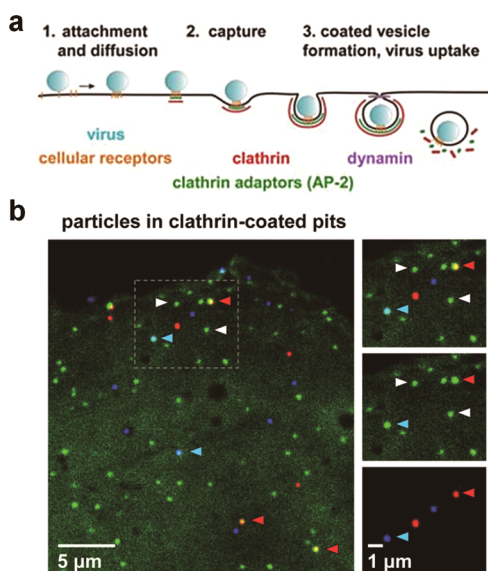 a
1. attachment and diffusion
2. capture
3. coated vesicle formation, virus uptake
virus
cellular receptors
clathrin
dynamin
clathrin adaptors (AP-2)
b
particles in clathrin-coated pits
5 μm
1 μm